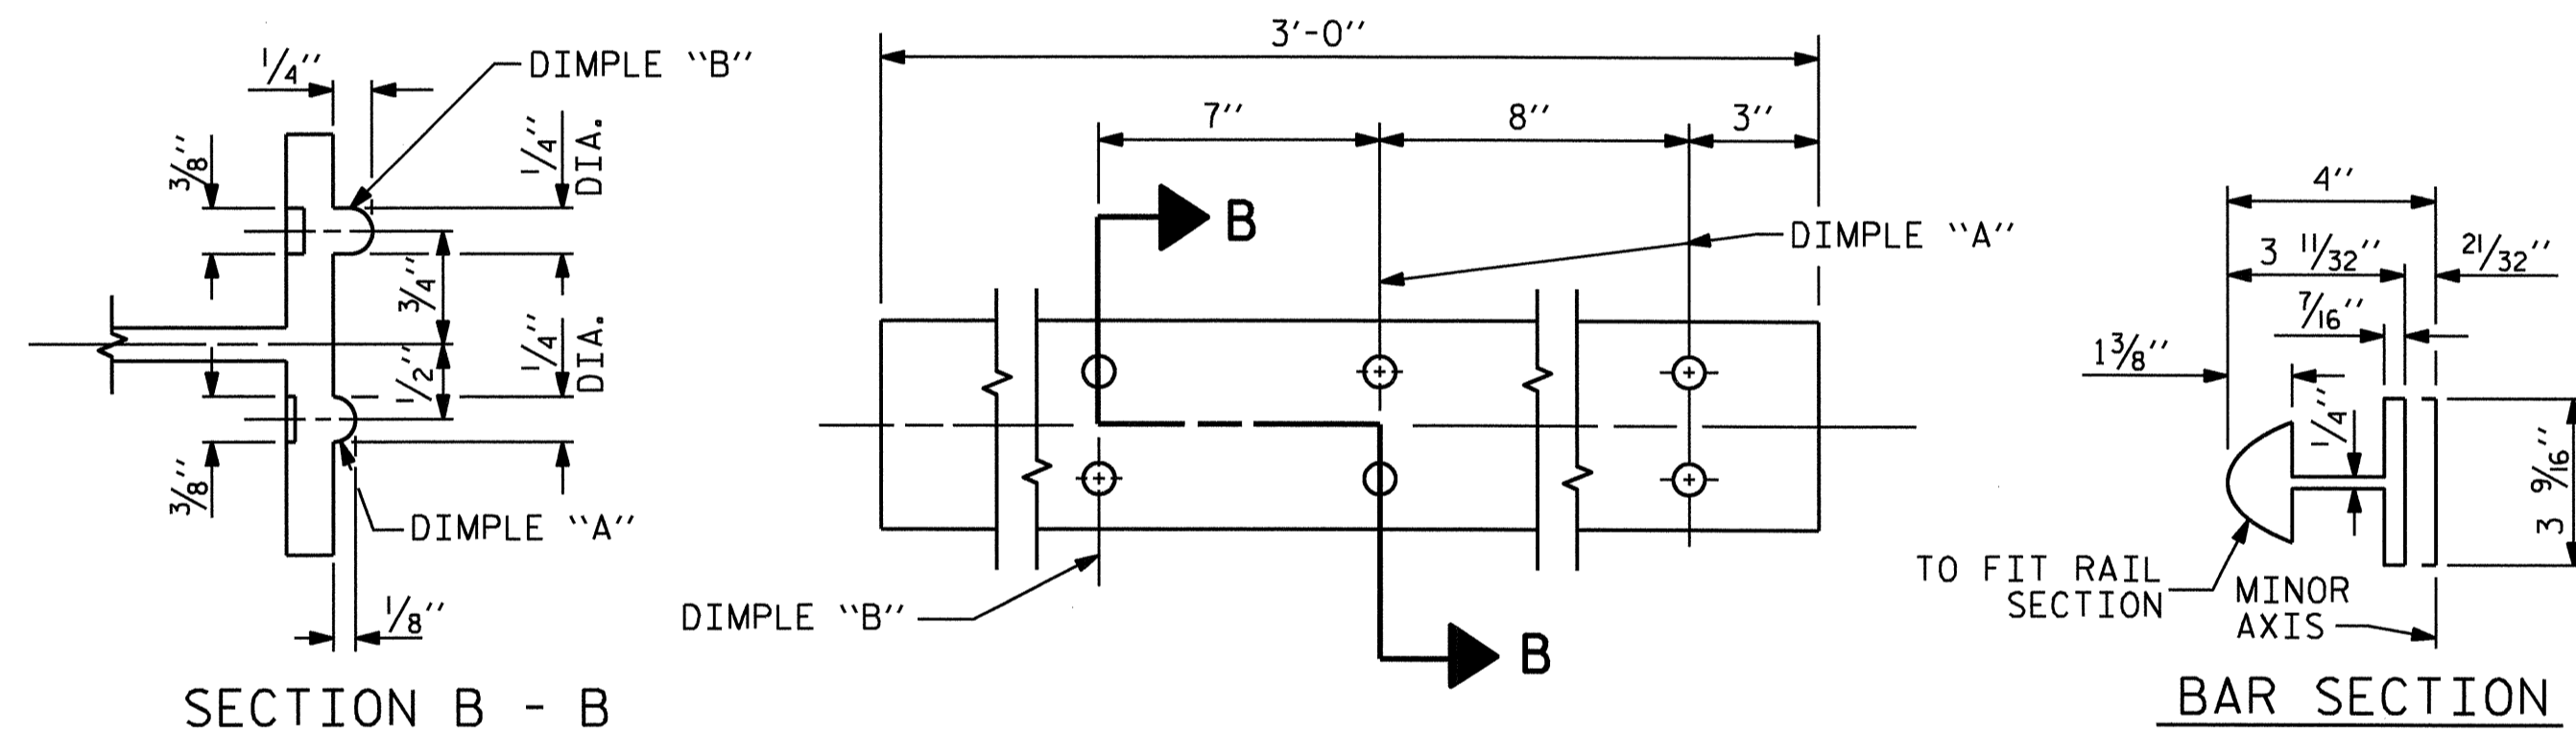 1/4"
DIMPLE "B"
3/8"
1/4"
DIA.
3/4"
1/2"
1/4"
DIA.
3/8"
DIMPLE "A"
1/8"
SECTION B - B
3'-0"
7"
8"
3"
B
DIMPLE "A"
DIMPLE "B"
B
4"
3 11/32"
21/32"
7/16"
1 3/8"
1/4"
3 9/16"
TO FIT RAIL
SECTION
MINOR
AXIS
BAR SECTION